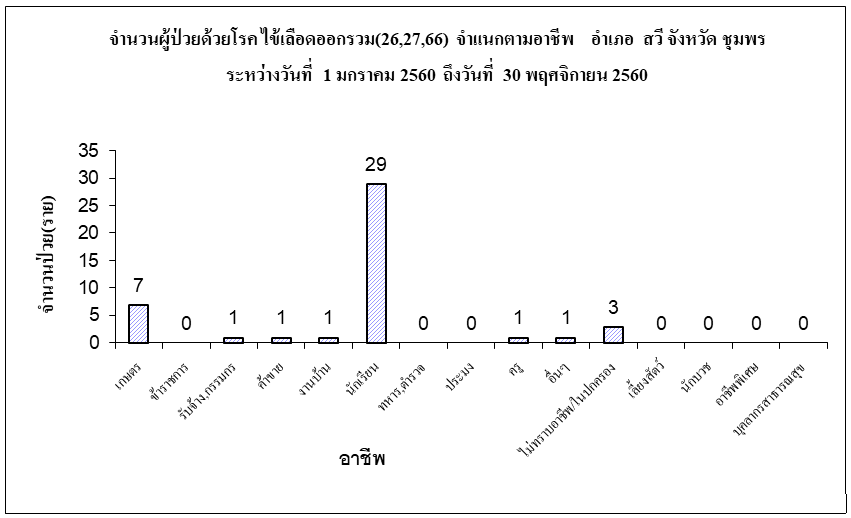 จำนวนผู้ป่วยด้วยโรค ไข้เลือดออกรวม(26,27,66) จำแนกตามอาชีพ อำเภอ สวี จังหวัด ชุมพร
ระหว่างวันที่ 1 มกราคม 2560 ถึงวันที่ 30 พฤศจิกายน 2560
จำนวนป่วย(ราย)
35
30
25
20
15
10
5
0
7
0
1
1
1
29
0
0
1
1
3
0
0
0
0
เกษตร
ข้าราชการ
รับจ้าง,กรรมกร
ค้าขาย
งานบ้าน
นักเรียน
ทหาร,ตำรวจ
ประมง
ครู
อื่นๆ
ไม่ทราบอาชีพ/ในปกครอง
เลี้ยงสัตว์
นักบวช
อาชีพพิเศษ
บุคลากรสาธารณสุข
อาชีพ